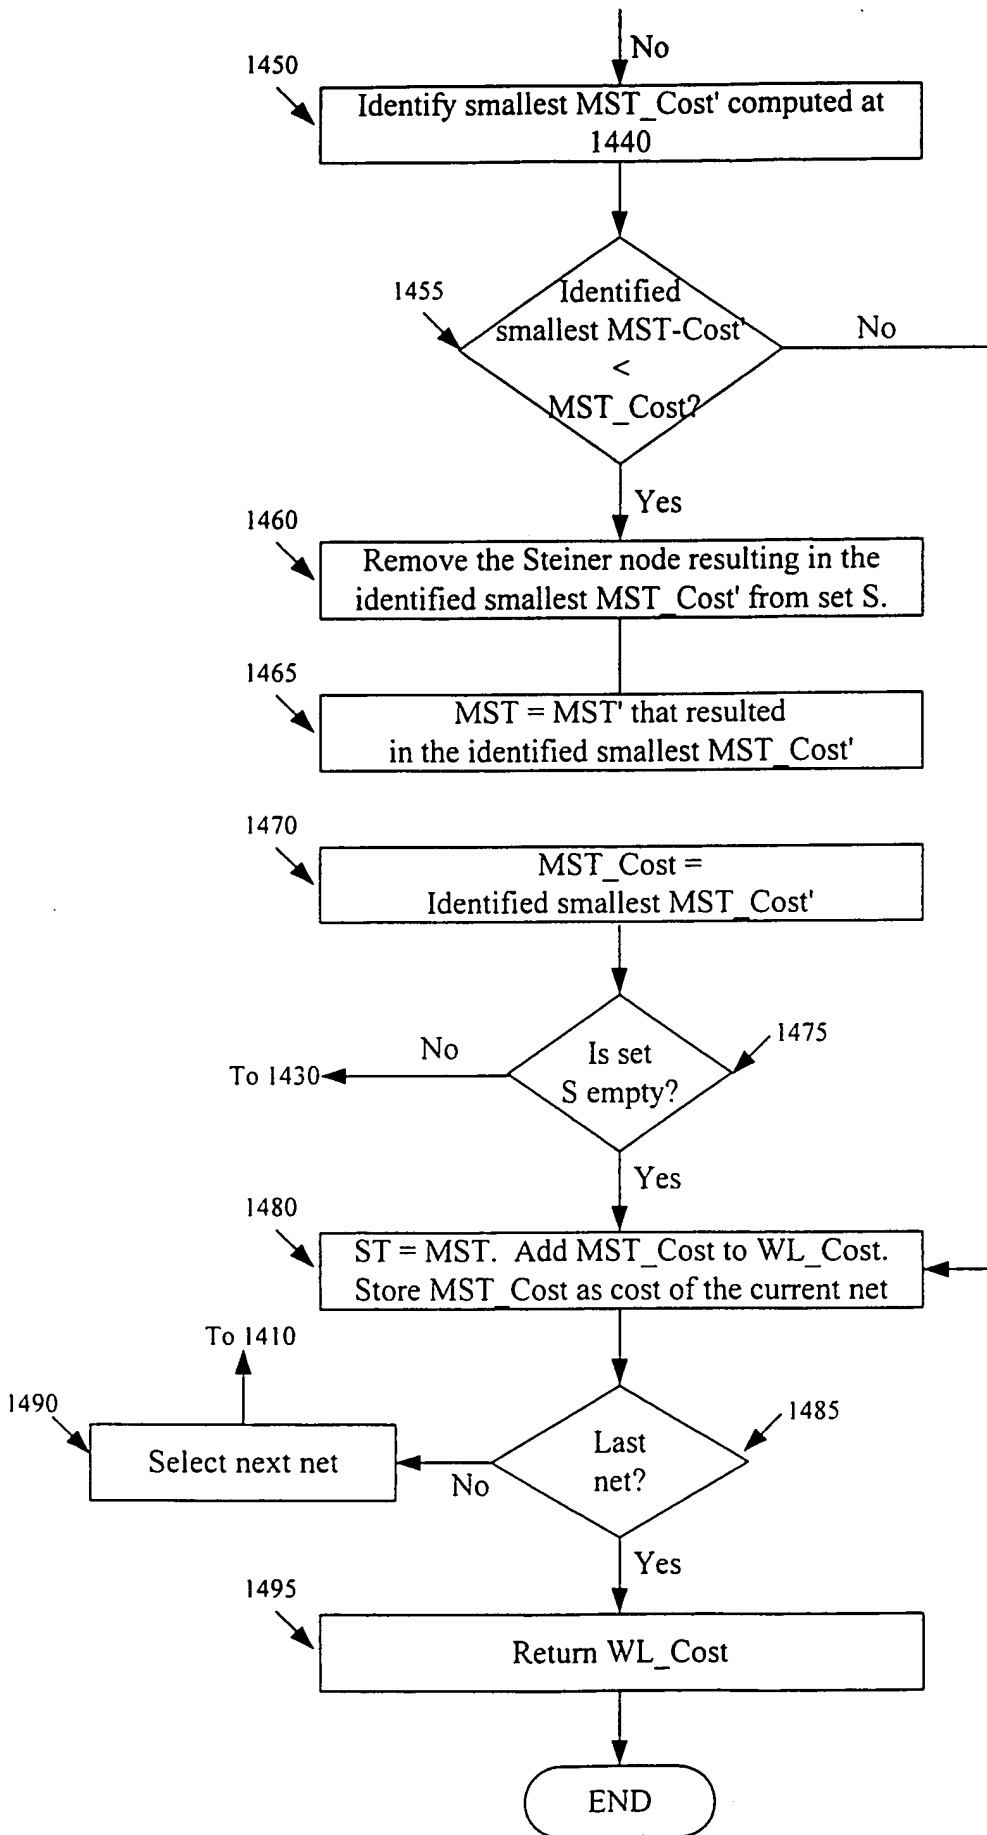 No
1450
Identify smallest MST_Cost' computed at
1440
1455
Identified
smallest MST-Cost'
<
MST_Cost?
No
Yes
1460
Remove the Steiner node resulting in the
identified smallest MST_Cost' from set S.
1465
MST = MST' that resulted
in the identified smallest MST_Cost'
1470
MST_Cost =
Identified smallest MST_Cost'
1475
No
Is set
S empty?
To 1430
Yes
1480
ST = MST. Add MST_Cost to WL_Cost.
Store MST_Cost as cost of the current net
To 1410
1490
Select next net
1485
Last
net?
No
Yes
1495
Return WL_Cost
END